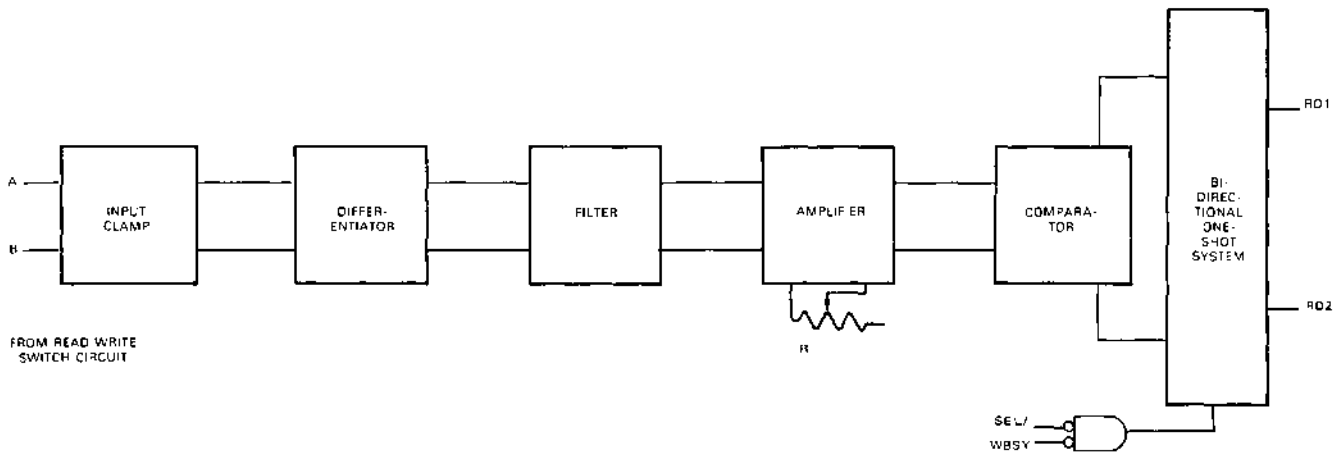 A
B
INPUT
CLAMP
DIFFER-
ENTIATOR
FILTER
AMPLIFIER
R
COMPARA-
TOR
BI-
DIREC-
TIONAL
ONE-
SHOT
SYSTEM
RD1
RD2
FROM READ WRITE
SWITCH CIRCUIT
SEL/
WBSY